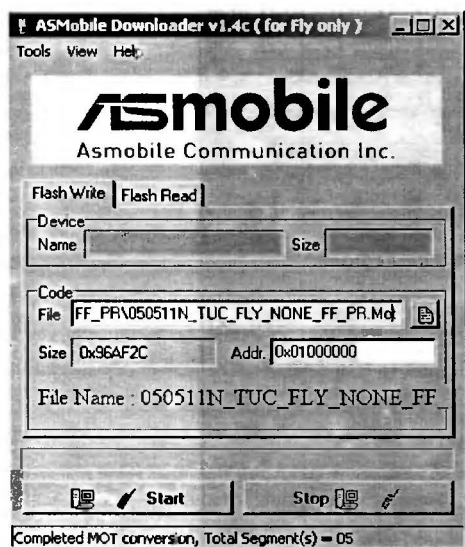 ASMobile Downloader v1.4c ( for Fly only )
Tools View Help
Asmobile
Asmobile Communication Inc.
Flash Write Flash Read
Device
Name Size
Code
File FF_PR\050511N_TUC_FLY_NONE_FF_PR.Mot
Size 0x96AF2C Addr. 0x01000000
File Name : 050511N_TUC_FLY_NONE_FF_
Start Stop
Completed MOT conversion, Total Segment(s) = 05